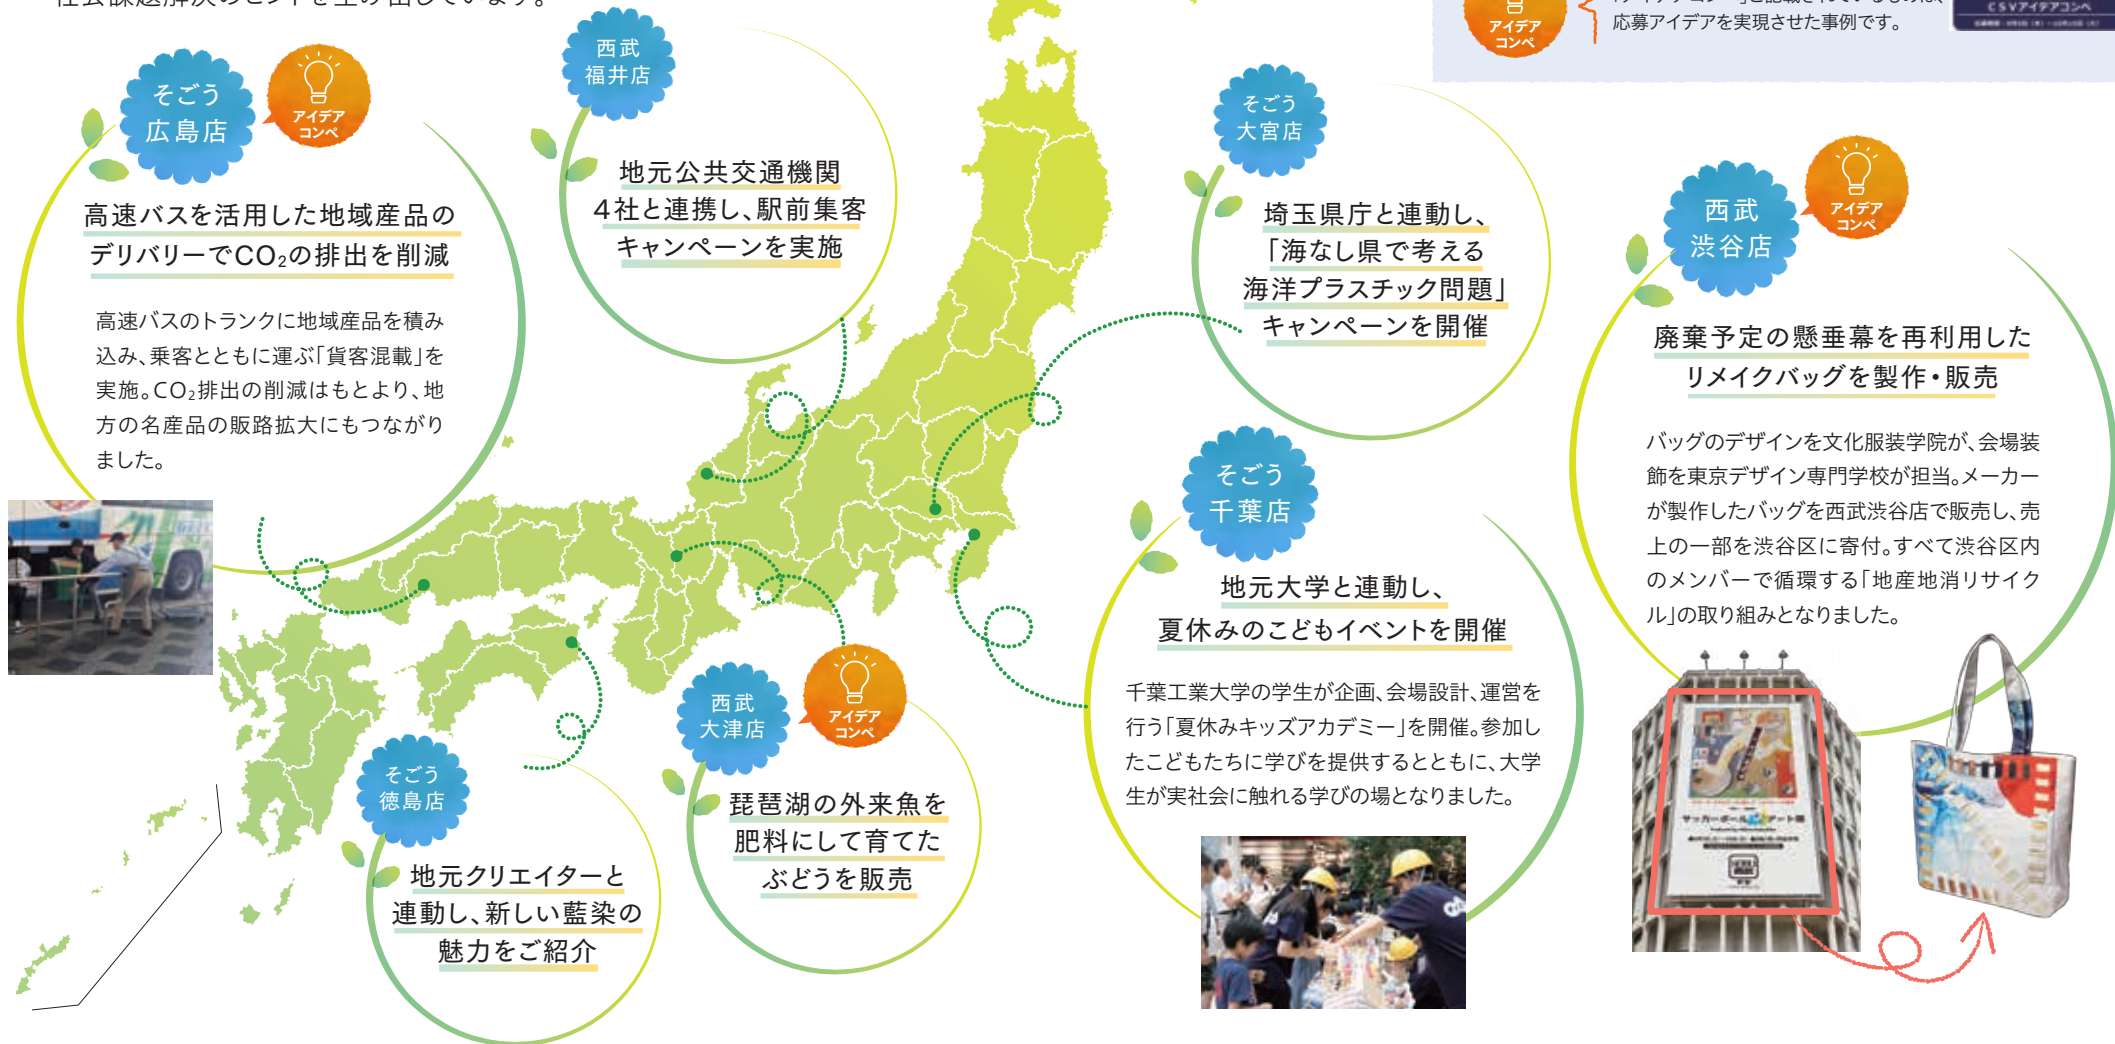 社会課題解決のヒントを生み出しています。
アイデア
コンペ
応募アイデアを実現させた事例です。
CSVアイデアコンペ
そごう
広島店
アイデア
コンペ
高速バスを活用した地域産品の
デリバリーでCO₂の排出を削減
高速バスのトランクに地域産品を積み
込み、乗客とともに運ぶ「貨客混載」を
実施。CO₂排出の削減はもとより、地
方の名産品の販路拡大にもつながり
ました。
西武
福井店
地元公共交通機関
4社と連携し、駅前集客
キャンペーンを実施
そごう
大宮店
埼玉県庁と連動し、
「海なし県で考える
海洋プラスチック問題」
キャンペーンを開催
西武
渋谷店
アイデア
コンペ
廃棄予定の懸垂幕を再利用した
リメイクバッグを製作・販売
バッグのデザインを文化服装学院が、会場装
飾を東京デザイン専門学校が担当。メーカー
が製作したバッグを西武渋谷店で販売し、売
上の一部を渋谷区に寄付。すべて渋谷区内
のメンバーで循環する「地産地消リサイク
ル」の取り組みとなりました。
そごう
千葉店
地元大学と連動し、
夏休みのこどもイベントを開催
千葉工業大学の学生が企画、会場設計、運営を
行う「夏休みキッズアカデミー」を開催。参加し
たこどもたちに学びを提供するとともに、大学
生が実社会に触れる学びの場となりました。
西武
大津店
アイデア
コンペ
琵琶湖の外来魚を
肥料にして育てた
ぶどうを販売
そごう
徳島店
地元クリエイターと
連動し、新しい藍染の
魅力をご紹介
サッカーボール
アート展